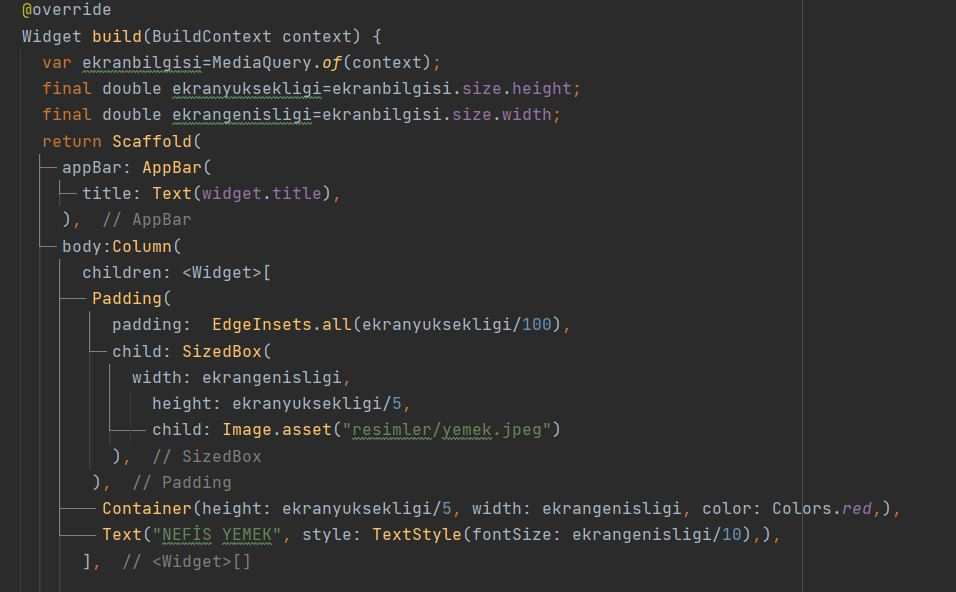 @override
Widget build(BuildContext context) {
var ekranbilgisi=MediaQuery.of(context);
final double ekranyuksekligi=ekranbilgisi.size.height;
final double ekrangenisligi=ekranbilgisi.size.width;
return Scaffold(
appBar: AppBar(
title: Text(widget.title),
), // AppBar
body:Column(
children: <Widget>[
Padding(
padding:  EdgeInsets.all(ekranyuksekligi/100),
child: SizedBox(
width: ekrangenisligi,
height: ekranyuksekligi/5,
child: Image.asset("resimler/yemek.jpeg")
), // SizedBox
), // Padding
Container(height: ekranyuksekligi/5, width: ekrangenisligi, color: Colors.red,),
Text("NEFİS YEMEK", style: TextStyle(fontSize: ekrangenisligi/10),),
], // <Widget>[]